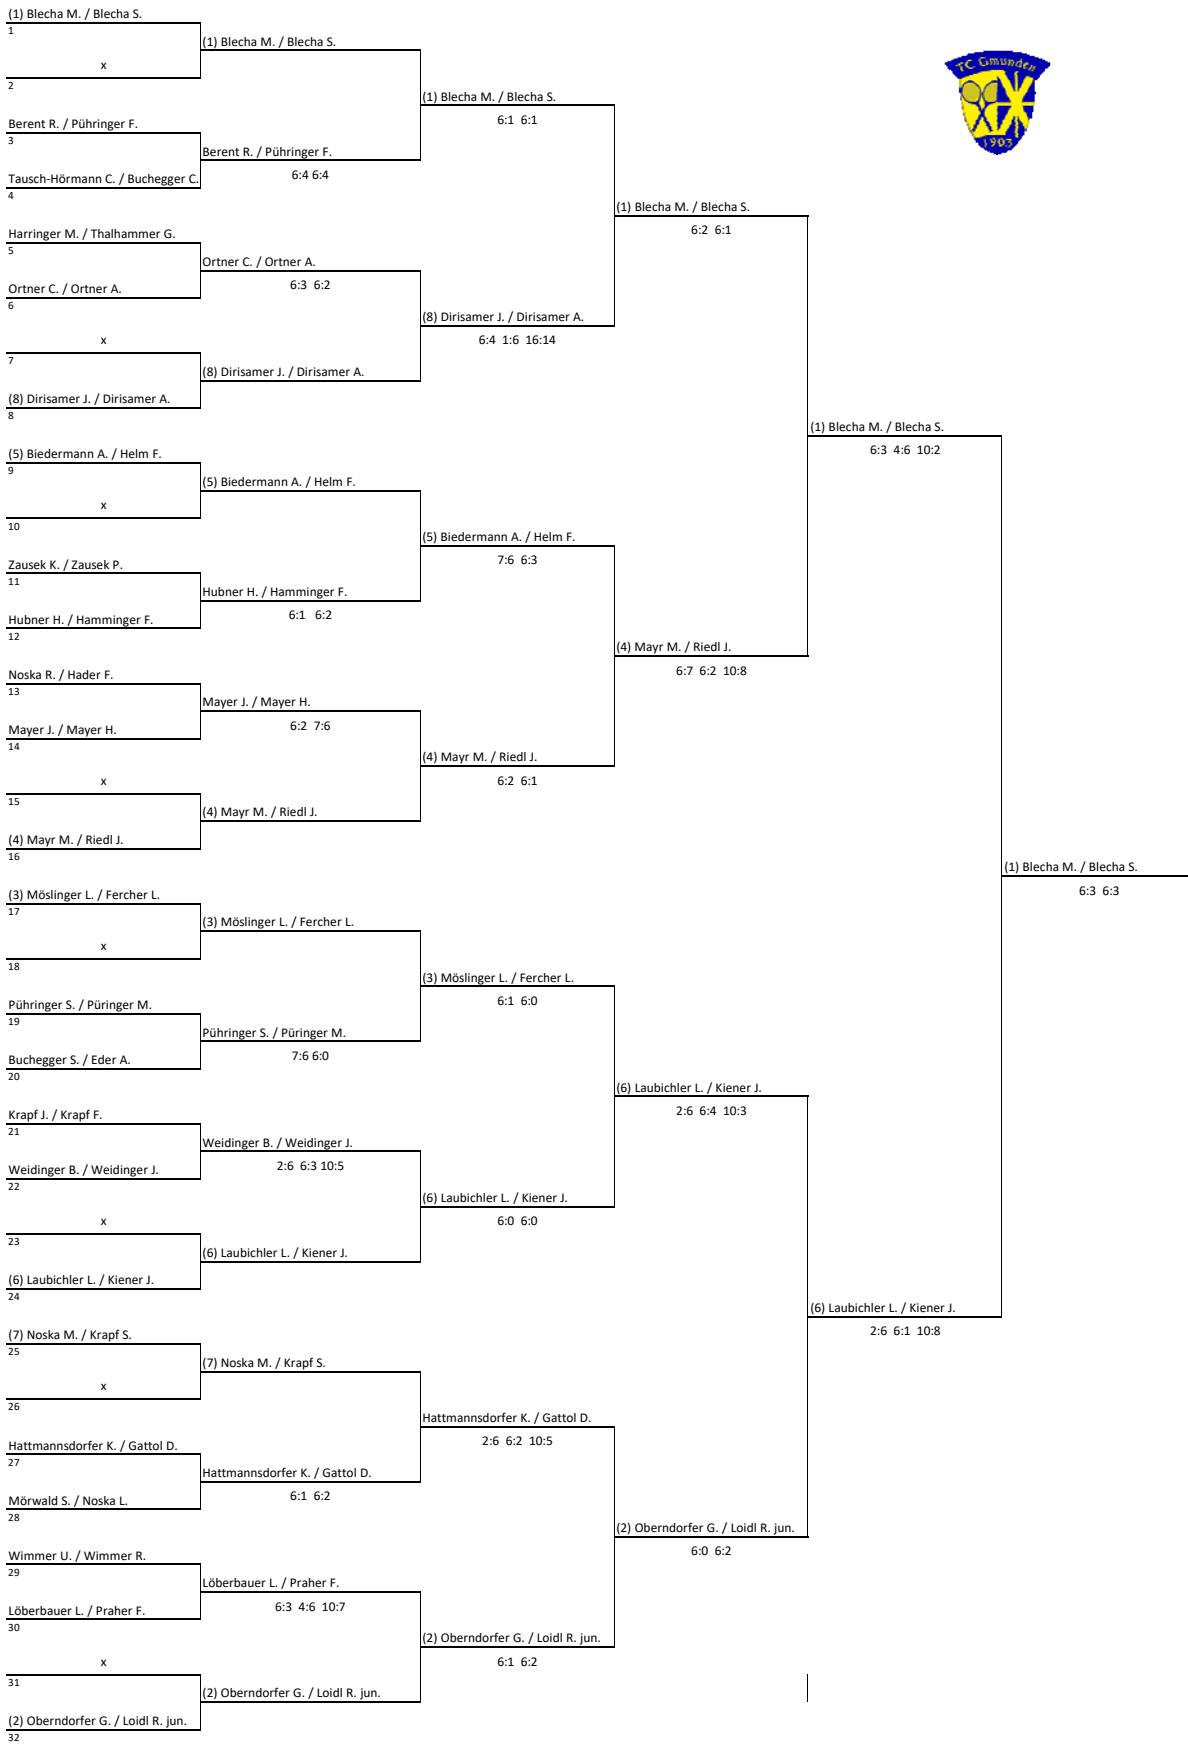 (1) Blecha M. / Blecha S.
1
x
2
Berent R. / Pühringer F.
3
Tausch-Hörmann C. / Buchegger C.
4
Harringer M. / Thalhammer G.
5
Ortner C. / Ortner A.
6
x
7
(8) Dirisamer J. / Dirisamer A.
8
(5) Biedermann A. / Helm F.
9
x
10
Zausek K. / Zausek P.
11
Hubner H. / Hamminger F.
12
Noska R. / Hader F.
13
Mayer J. / Mayer H.
14
x
15
(4) Mayr M. / Riedl J.
16
(3) Möslinger L. / Fercher L.
17
x
18
Pühringer S. / Püringer M.
19
Buchegger S. / Eder A.
20
Krapf J. / Krapf F.
21
Weidinger B. / Weidinger J.
22
x
23
(6) Laubichler L. / Kiener J.
24
(7) Noska M. / Krapf S.
25
x
26
Hattmannsdorfer K. / Gattol D.
27
Mörwald S. / Noska L.
28
Wimmer U. / Wimmer R.
29
Löberbauer L. / Praher F.
30
x
31
(2) Oberndorfer G. / Loidl R. jun.
32
(1) Blecha M. / Blecha S.
Berent R. / Pühringer F.
6:4 6:4
Ortner C. / Ortner A.
6:3 6:2
(8) Dirisamer J. / Dirisamer A.
(5) Biedermann A. / Helm F.
Hubner H. / Hamminger F.
6:1 6:2
Mayer J. / Mayer H.
6:2 7:6
(4) Mayr M. / Riedl J.
(3) Möslinger L. / Fercher L.
Pühringer S. / Püringer M.
7:6 6:0
Weidinger B. / Weidinger J.
2:6 6:3 10:5
(6) Laubichler L. / Kiener J.
(7) Noska M. / Krapf S.
Hattmannsdorfer K. / Gattol D.
6:1 6:2
Löberbauer L. / Praher F.
6:3 4:6 10:7
(2) Oberndorfer G. / Loidl R. jun.
(1) Blecha M. / Blecha S.
6:1 6:1
(8) Dirisamer J. / Dirisamer A.
6:4 1:6 16:14
(5) Biedermann A. / Helm F.
7:6 6:3
(4) Mayr M. / Riedl J.
6:2 6:1
(3) Möslinger L. / Fercher L.
6:1 6:0
(6) Laubichler L. / Kiener J.
6:0 6:0
Hattmannsdorfer K. / Gattol D.
2:6 6:2 10:5
(2) Oberndorfer G. / Loidl R. jun.
6:1 6:2
(1) Blecha M. / Blecha S.
6:2 6:1
(4) Mayr M. / Riedl J.
6:7 6:2 10:8
(6) Laubichler L. / Kiener J.
2:6 6:4 10:3
(2) Oberndorfer G. / Loidl R. jun.
6:0 6:2
(1) Blecha M. / Blecha S.
6:3 4:6 10:2
(6) Laubichler L. / Kiener J.
2:6 6:1 10:8
(1) Blecha M. / Blecha S.
6:3 6:3
TC Gmunden
1903